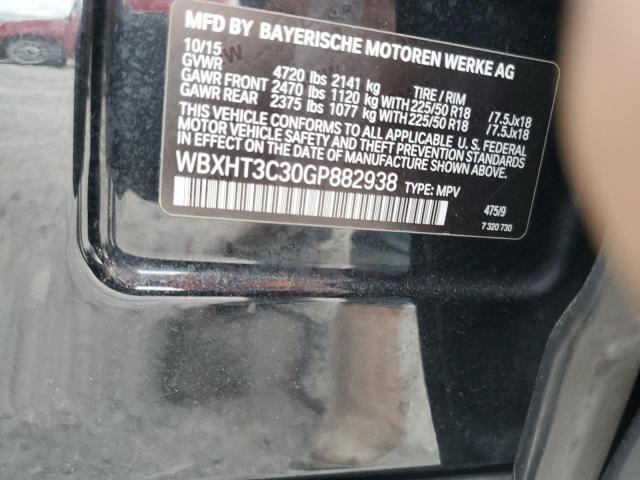 MFD BY BAYERISCHE MOTOREN WERKE AG
10/15
GVWR 4720 lbs 2141 kg TIRE / RIM
GAWR FRONT 2470 lbs 1120 kg WITH 225/50 R18 /7.5Jx18
GAWR REAR 2375 lbs 1077 kg WITH 225/50 R18 /7.5Jx18
THIS VEHICLE CONFORMS TO ALL APPLICABLE U.S. FEDERAL
MOTOR VEHICLE SAFETY AND THEFT PREVENTION STANDARDS
IN EFFECT ON THE DATE OF MANUFACTURE SHOWN ABOVE.
WBXHT3C30GP882938 TYPE: MPV
475/9
7 320 730